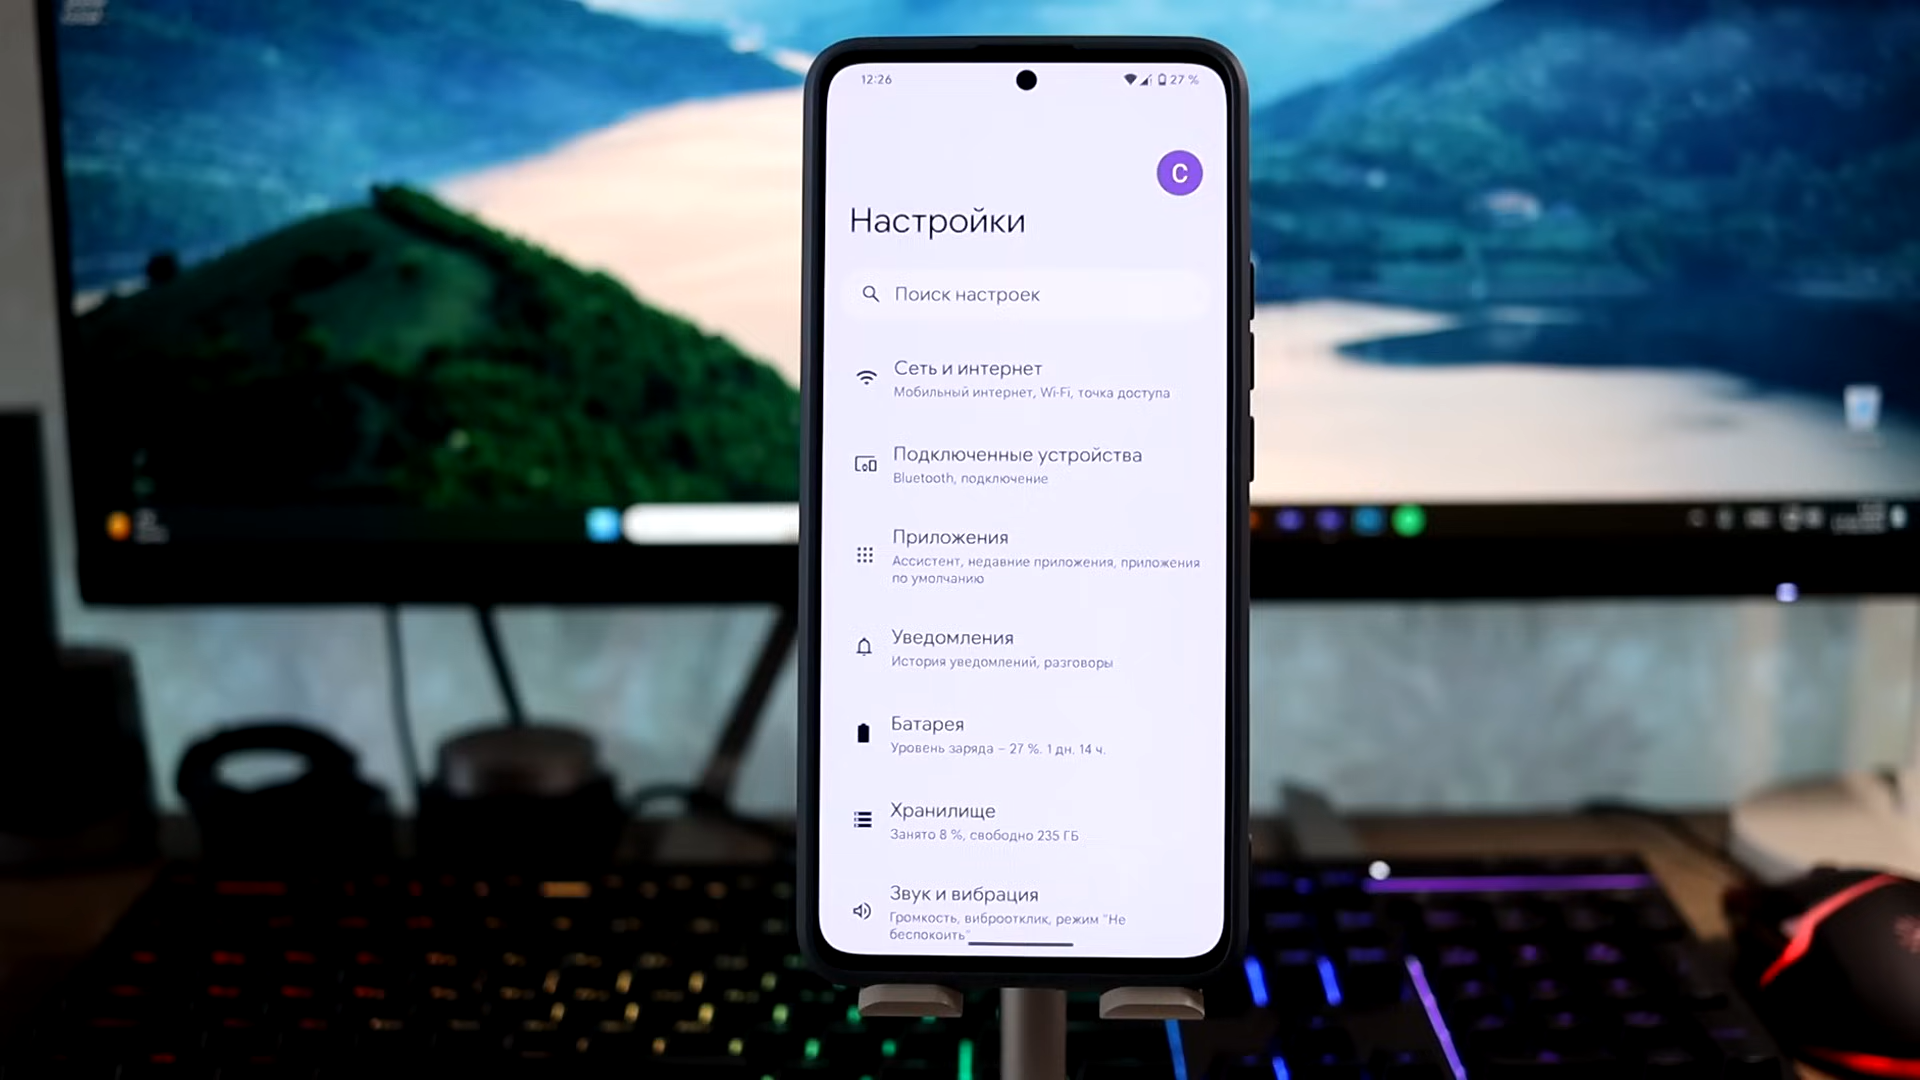 12:26
27 %
C
Настройки
Поиск настроек
Сеть и интернет
Мобильный интернет, Wi-Fi, точка доступа
Подключенные устройства
Bluetooth, подключение
Приложения
Ассистент, недавние приложения, приложения
по умолчанию
Уведомления
История уведомлений, разговоры
Батарея
Уровень заряда – 27 %. 1 дн. 14 ч.
Хранилище
Занято 8 %, свободно 235 ГБ
Звук и вибрация
Громкость, виброотклик, режим "Не
беспокоить"